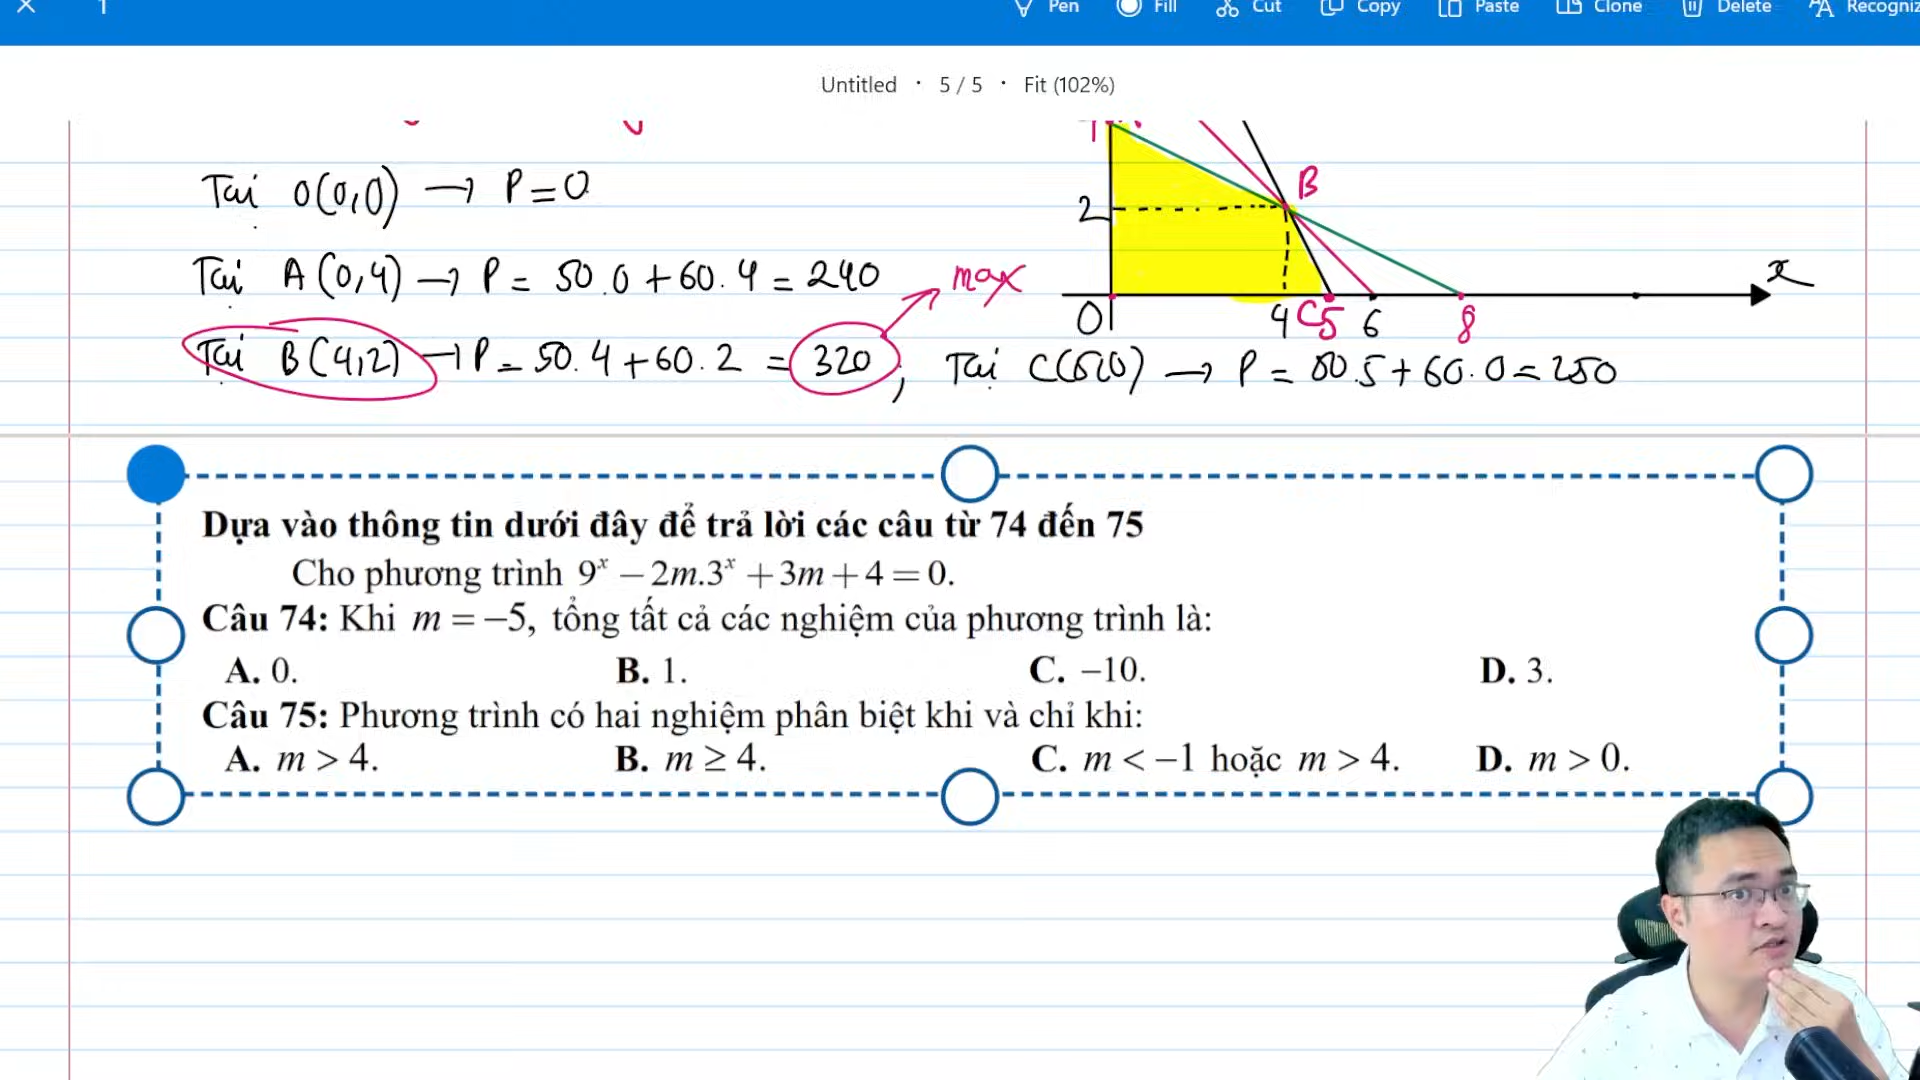 1 Pen Fill Cut Copy Paste Clone Delete Recogniz
Untitled · 5 / 5 · Fit (102%)
Tại O(0,0) → P = 0
Tại A(0,4) → P = 50.0 + 60.4 = 240 max
Tại B(4,2) → P = 50.4 + 60.2 = 320 ; Tại C(5,0) → P = 50.5 + 60.0 = 250
B
2
x
O 4 C 5 6 8
Dựa vào thông tin dưới đây để trả lời các câu từ 74 đến 75
Cho phương trình 9ˣ − 2m.3ˣ + 3m + 4 = 0.
Câu 74: Khi m = −5, tổng tất cả các nghiệm của phương trình là:
A. 0. B. 1. C. −10. D. 3.
Câu 75: Phương trình có hai nghiệm phân biệt khi và chỉ khi:
A. m > 4. B. m ≥ 4. C. m < −1 hoặc m > 4. D. m > 0.